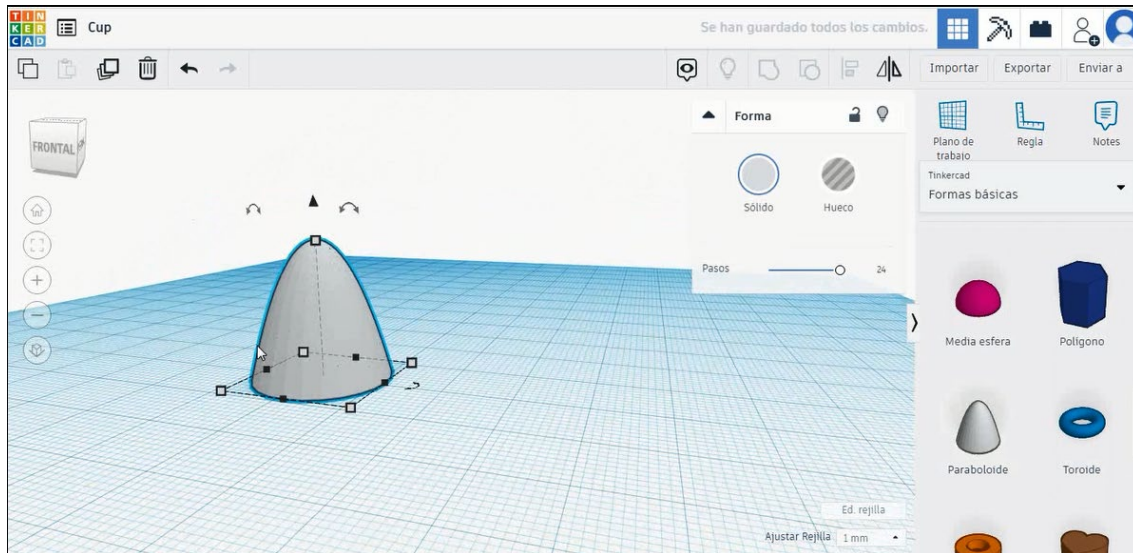 TIN
KER
CAD
Cup
Se han guardado todos los cambios.
Importar
Exportar
Enviar a
FRONTAL
Forma
Sólido
Hueco
Pasos
24
Plano de
trabajo
Regla
Notes
Tinkercad
Formas básicas
Media esfera
Polígono
Paraboloide
Toroide
Ed. rejilla
Ajustar Rejilla
1 mm